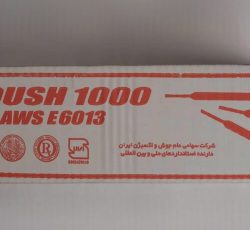 OUSH 1000
AWS E6013
شرکت سهامی عام جوش و اکسیژن ایران
دارنده استانداردهای ملی و بین المللی